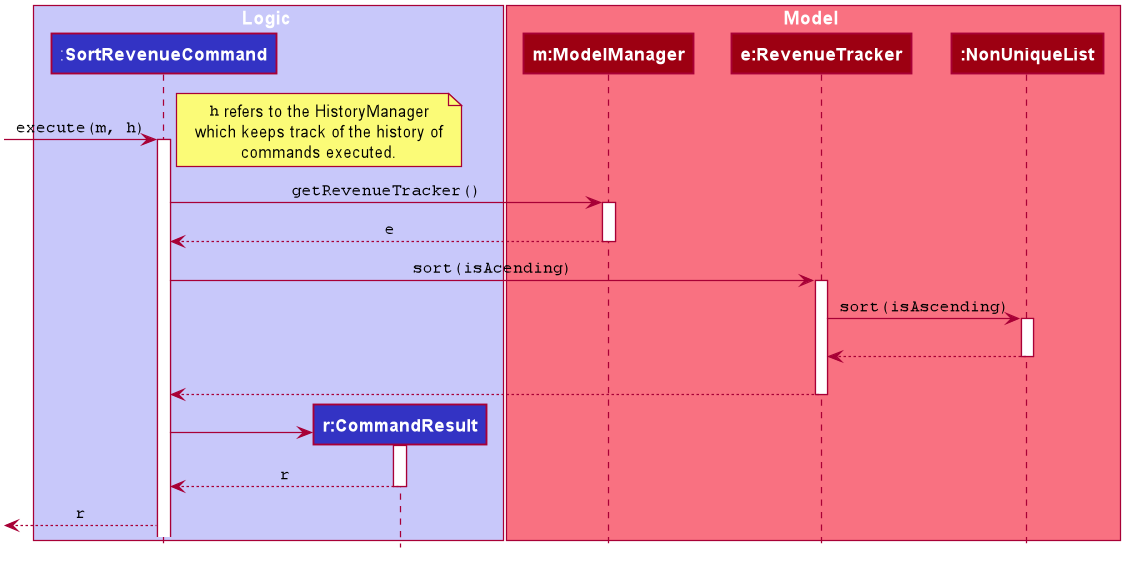 Logic
Model
:SortRevenueCommand
m:ModelManager
e:RevenueTracker
:NonUniqueList
h refers to the HistoryManager
which keeps track of the history of
commands executed.
execute(m, h)
getRevenueTracker()
e
sort(isAcending)
sort(isAscending)
r:CommandResult
r
r